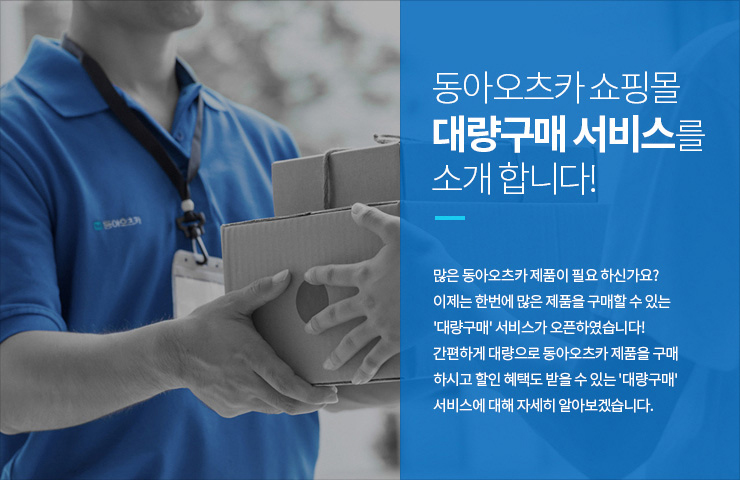 동아오츠카
동아오츠카 쇼핑몰
대량구매 서비스를
소개 합니다!
많은 동아오츠카 제품이 필요 하신가요?
이제는 한번에 많은 제품을 구매할 수 있는
'대량구매' 서비스가 오픈하였습니다!
간편하게 대량으로 동아오츠카 제품을 구매
하시고 할인 혜택도 받을 수 있는 '대량구매'
서비스에 대해 자세히 알아보겠습니다.